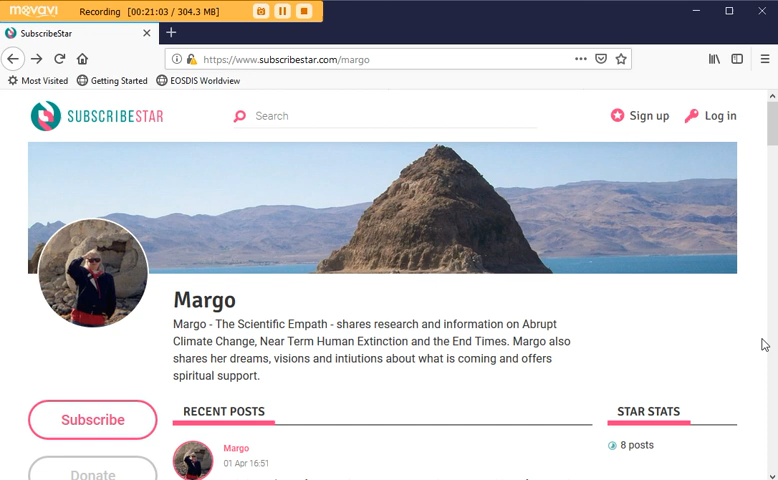 movavi Recording [00:21:03 / 304.3 MB]
SubscribeStar
https://www.subscribestar.com/margo
Most Visited Getting Started EOSDIS Worldview
SUBSCRIBESTAR Search Sign up Log in
Margo
Margo - The Scientific Empath - shares research and information on Abrupt
Climate Change, Near Term Human Extinction and the End Times. Margo also
shares her dreams, visions and intiutions about what is coming and offers
spiritual support.
Subscribe
RECENT POSTS
STAR STATS
8 posts
Margo
01 Apr 16:51
Donate